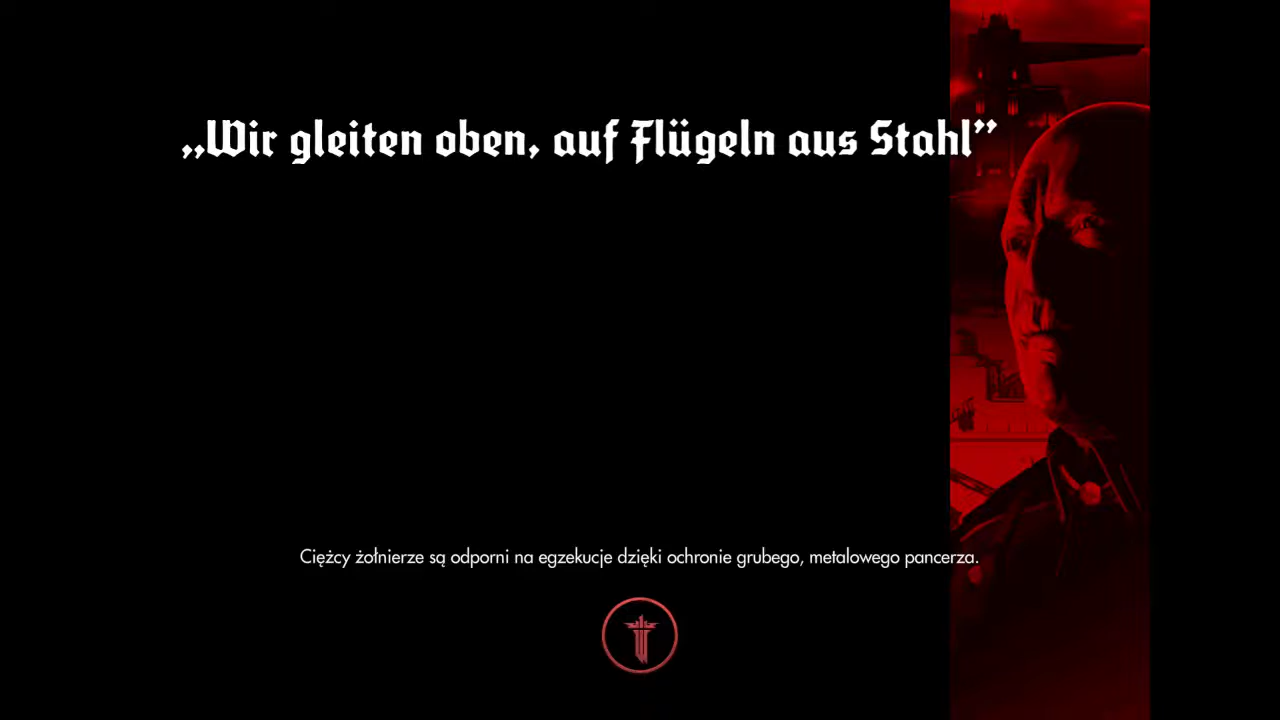 „Wir gleiten oben, auf Flügeln aus Stahl”
Ciężcy żołnierze są odporni na egzekucje dzięki ochronie grubego, metalowego pancerza.